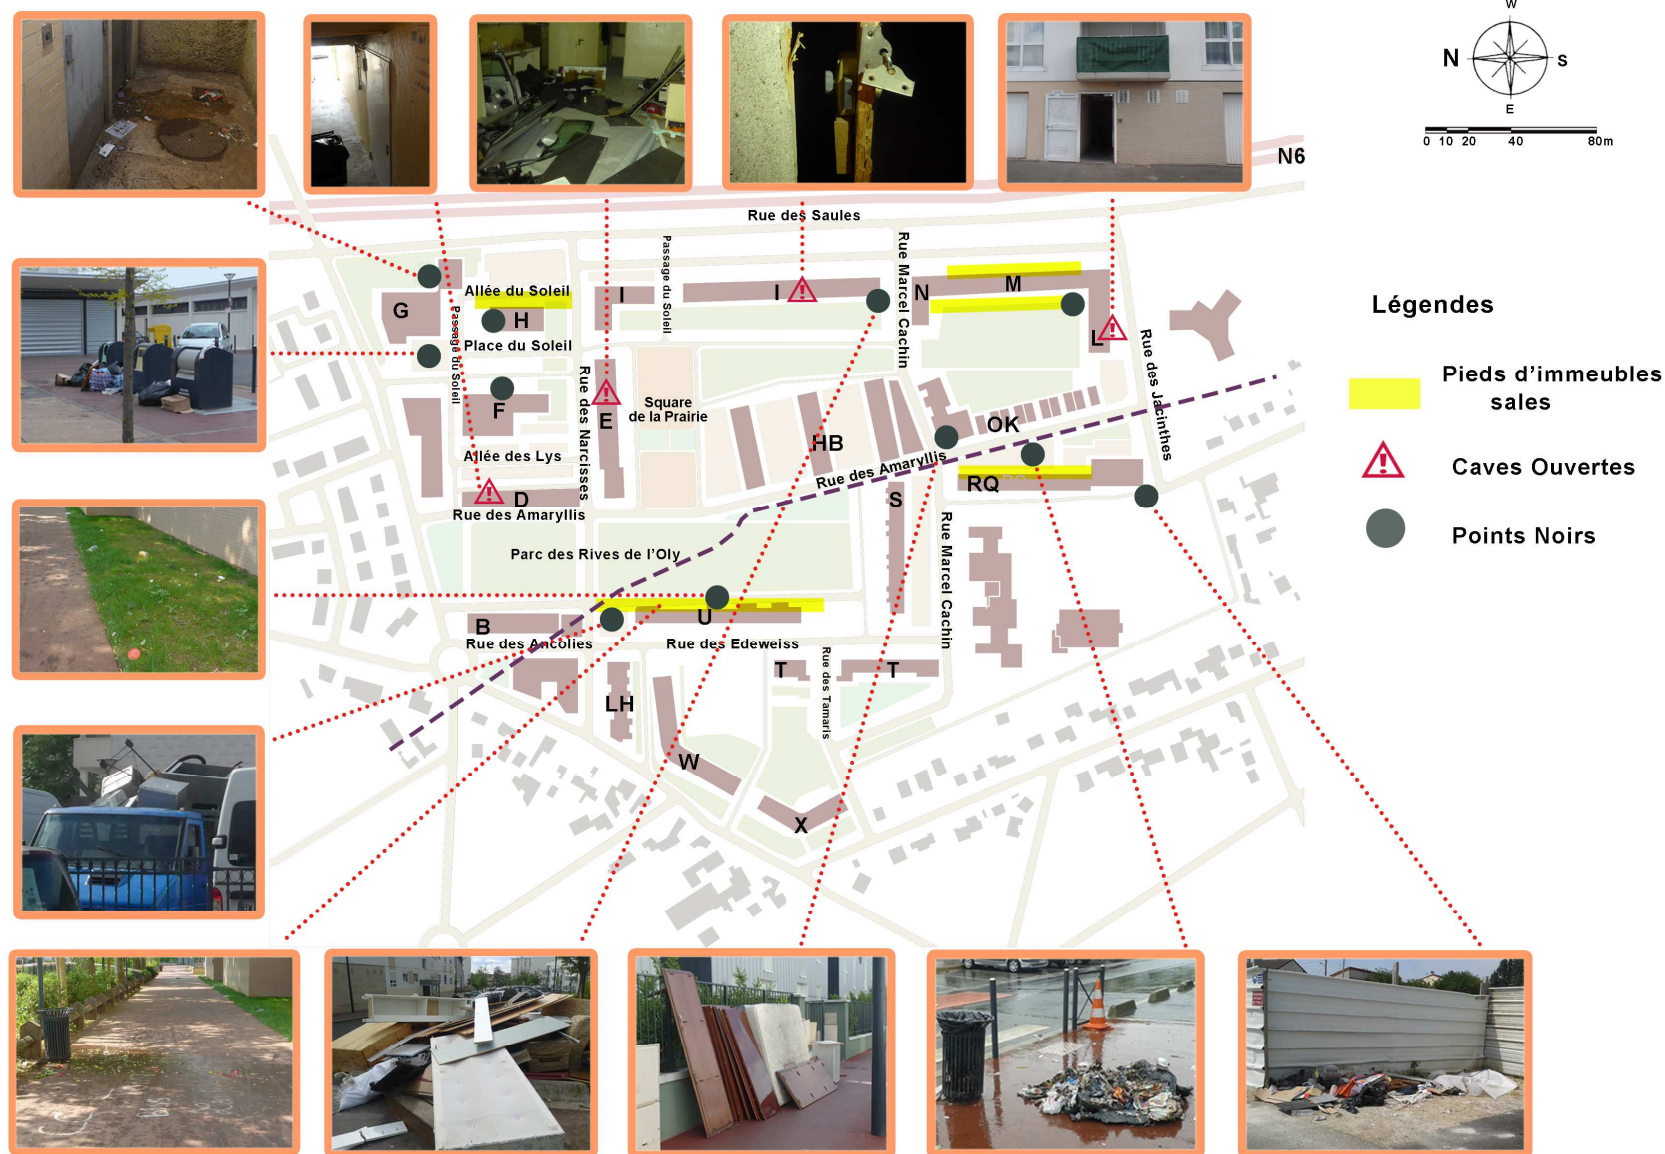 W
N
S
E
0 10 20 40 80m
N6
Rue des Saules
Passage du Soleil
Rue Marcel Cachin
Allée du Soleil
I
I
N
M
G
H
Passage du Soleil
Place du Soleil
L
Rue des Jacinthes
Rue des Narcisses
E
Square
de la Prairie
F
HB
OK
Allée des Lys
Rue des Amaryllis
RQ
D
S
Rue des Amaryllis
Rue Marcel Cachin
Parc des Rives de l'Oly
B
U
Rue des Ancolies
Rue des Edeweiss
T
T
Rue des Tamaris
LH
W
X
Légendes
Pieds d'immeubles
sales
Caves Ouvertes
Points Noirs